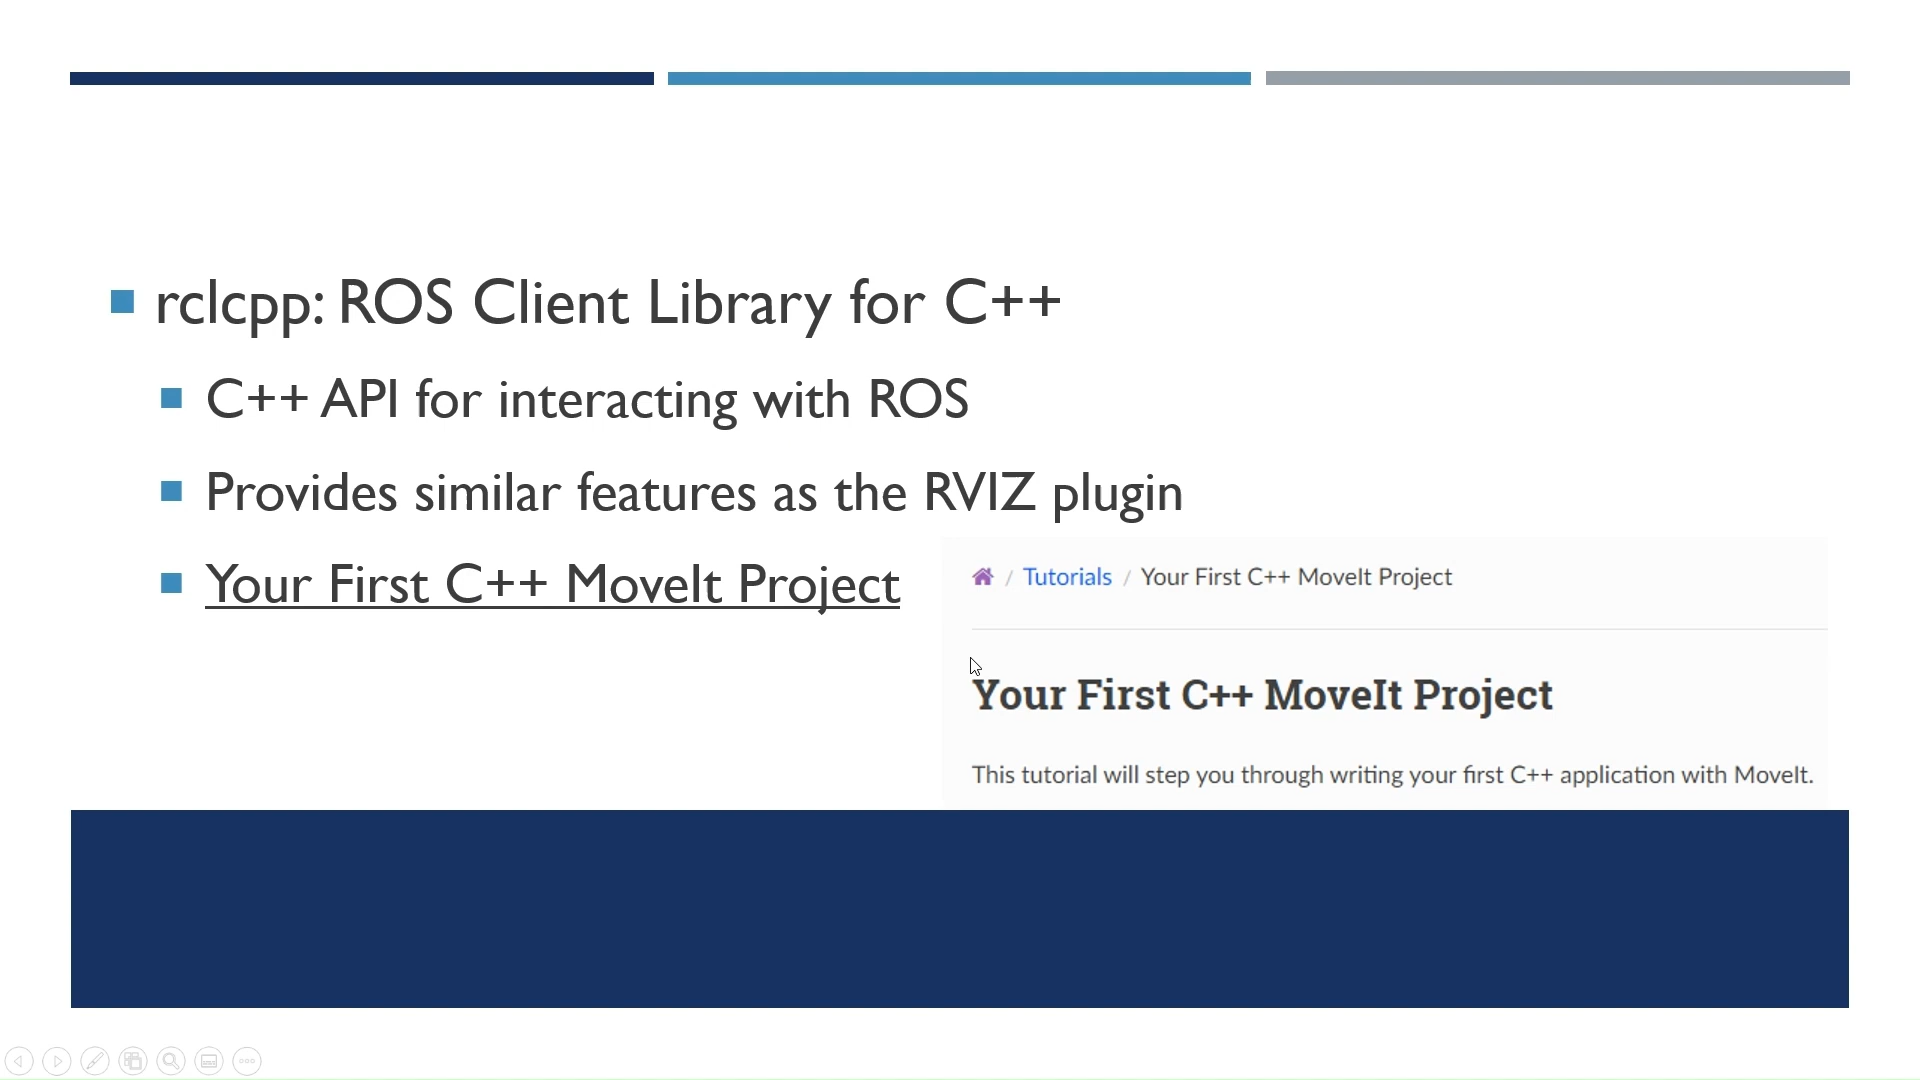 rclcpp: ROS Client Library for C++
C++ API for interacting with ROS
Provides similar features as the RVIZ plugin
Your First C++ MoveIt Project
/ Tutorials / Your First C++ MoveIt Project
Your First C++ MoveIt Project
This tutorial will step you through writing your first C++ application with MoveIt.